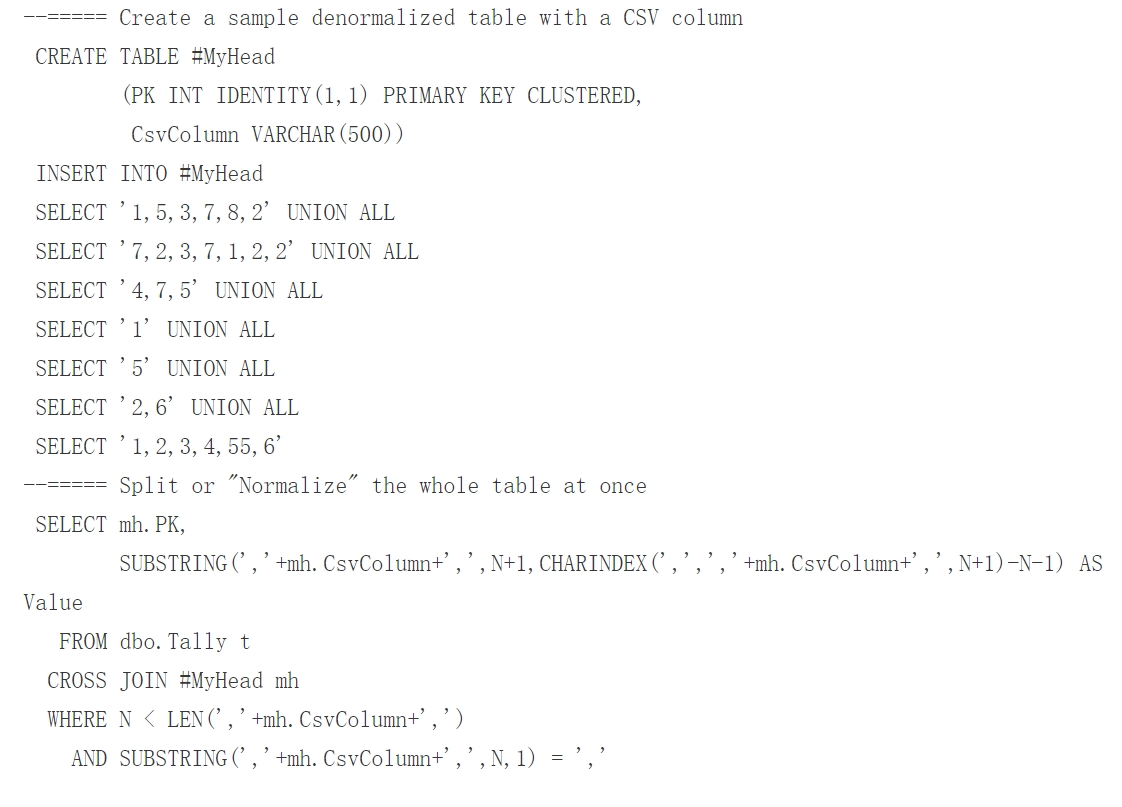 --===== Create a sample denormalized table with a CSV column
CREATE TABLE #MyHead
(PK INT IDENTITY(1,1) PRIMARY KEY CLUSTERED,
CsvColumn VARCHAR(500))
INSERT INTO #MyHead
SELECT '1,5,3,7,8,2' UNION ALL
SELECT '7,2,3,7,1,2,2' UNION ALL
SELECT '4,7,5' UNION ALL
SELECT '1' UNION ALL
SELECT '5' UNION ALL
SELECT '2,6' UNION ALL
SELECT '1,2,3,4,55,6'
--===== Split or "Normalize" the whole table at once
SELECT mh.PK,
SUBSTRING(','+mh.CsvColumn+',',N+1,CHARINDEX(',',','+mh.CsvColumn+',',N+1)-N-1) AS
Value
FROM dbo.Tally t
CROSS JOIN #MyHead mh
WHERE N < LEN(','+mh.CsvColumn+',')
AND SUBSTRING(','+mh.CsvColumn+',',N,1) = ','